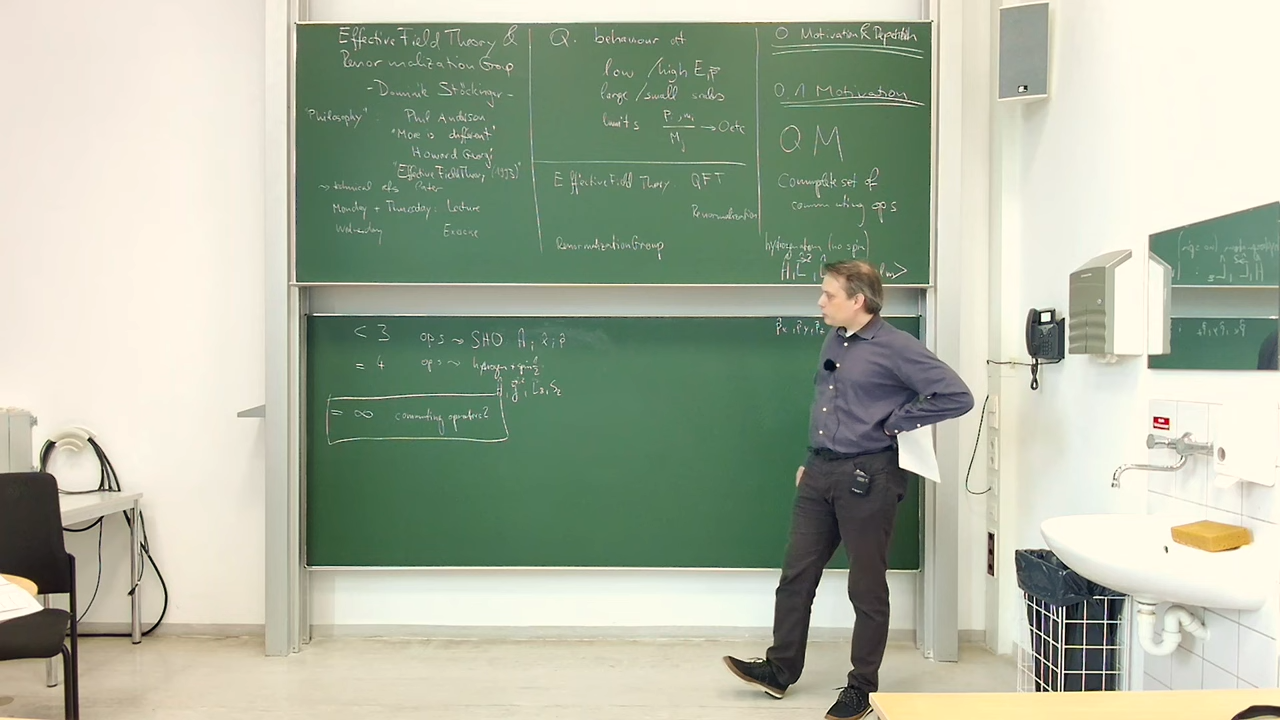 Effective Field Theory &
Renormalization Group
- Dominik Stöckinger -
"Philosophy" Phil Anderson
"More is different"
Howard Georgi
"Effective Field Theory" (1993)
→ technical refs later
Monday + Thursday: Lecture
Wednesday Exercise
Q. behaviour at
low / high E, p⃗
large / small scales
limits → 0 etc
Effective Field Theory. QFT
Renormalization
Renormalization Group
0 Motivation & Repetition
0.1 Motivation
QM
Complete set of
commuting ops
hydrogen atom (no spin)
< 3 ops ~ SHO Ĥ; x̂; p̂
= 4 ops ~ hydrogen + spin
= ∞ commuting operators?